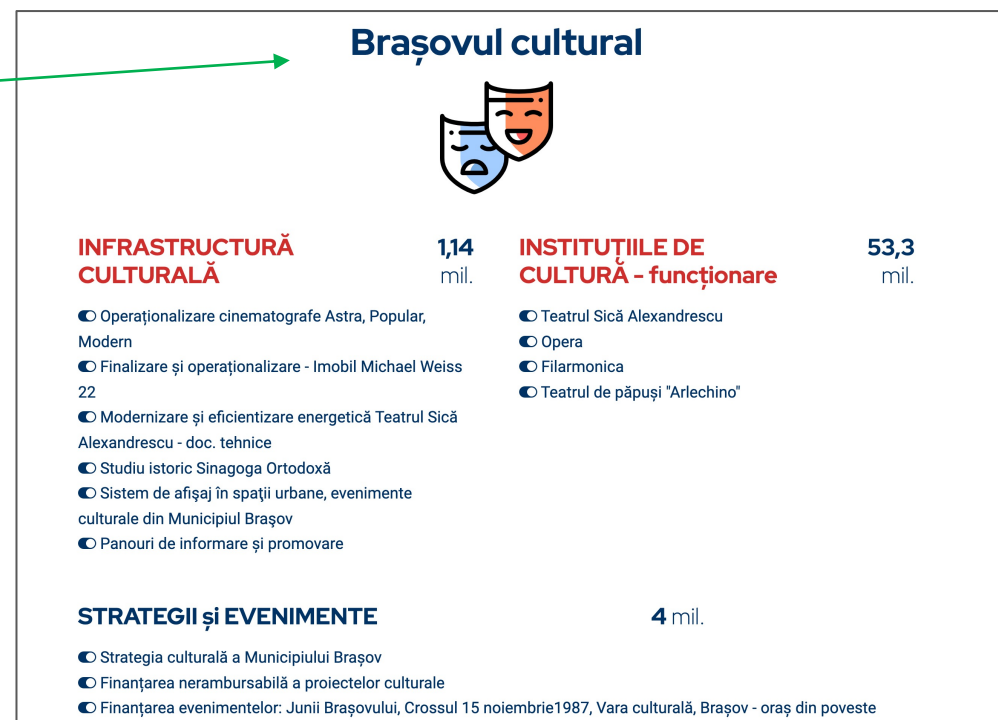 Brașovul cultural
INFRASTRUCTURĂ
CULTURALĂ
1,14
mil.
Operaționalizare cinematografe Astra, Popular,
Modern
Finalizare și operaționalizare - Imobil Michael Weiss
22
Modernizare și eficientizare energetică Teatrul Sică
Alexandrescu - doc. tehnice
Studiu istoric Sinagoga Ortodoxă
Sistem de afişaj în spaţii urbane, evenimente
culturale din Municipiul Braşov
Panouri de informare și promovare
INSTITUȚIILE DE
CULTURĂ - funcționare
53,3
mil.
Teatrul Sică Alexandrescu
Opera
Filarmonica
Teatrul de păpuși "Arlechino"
STRATEGII și EVENIMENTE
4 mil.
Strategia culturală a Municipiului Brașov
Finanțarea nerambursabilă a proiectelor culturale
Finanțarea evenimentelor: Junii Brașovului, Crossul 15 noiembrie1987, Vara culturală, Brașov - oraș din poveste